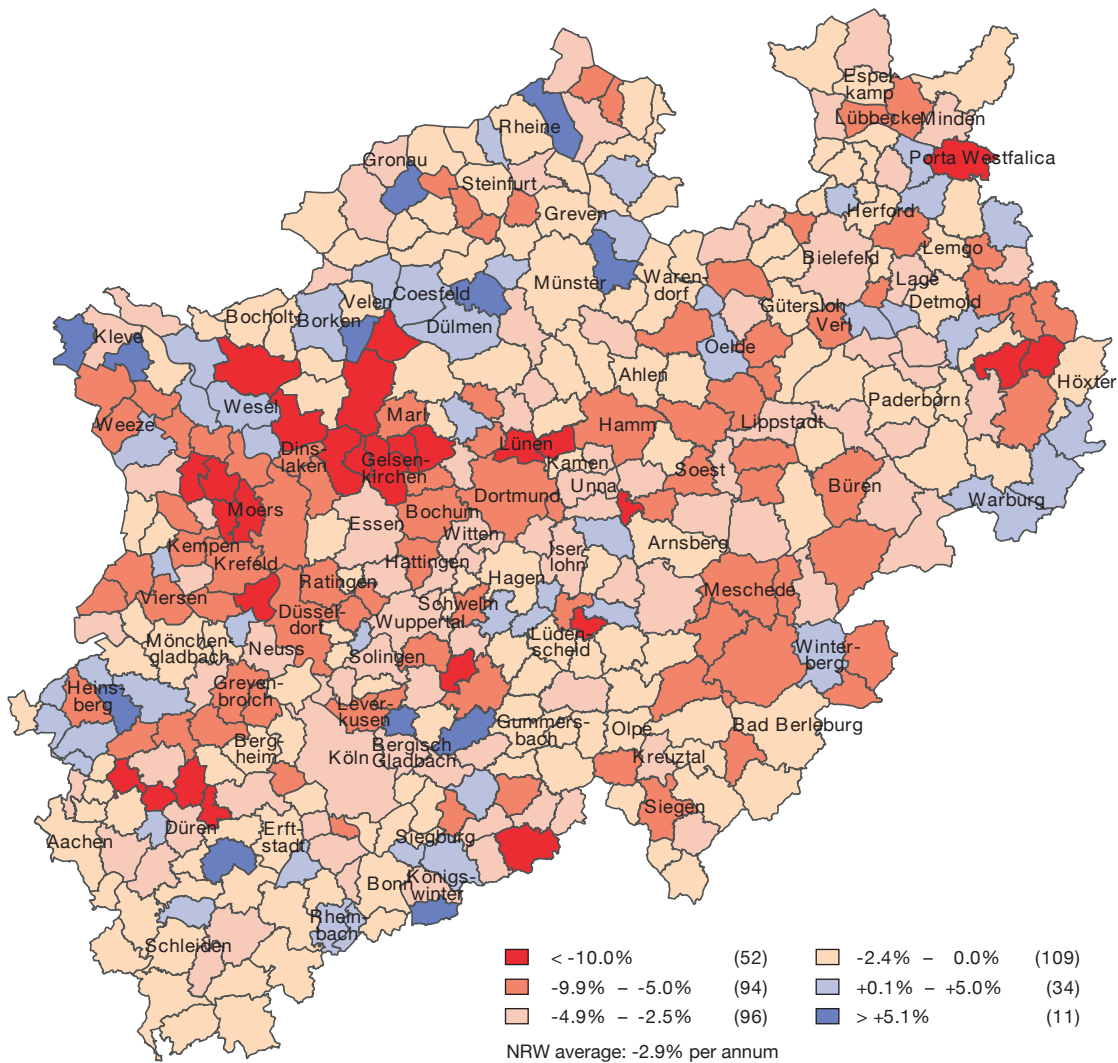 Espel-
kamp
Lübbecke
Minden
Rheine
Porta Westfalica
Gronau
Steinfurt
Herford
Greven
Lemgo
Bielefeld
Münster
Waren-
dorf
Lage
Velen
Coesfeld
Detmold
Gütersloh
Bocholt
Borken
Dülmen
Verl
Kleve
Oelde
Ahlen
Höxter
Paderborn
Wesel
Marl
Weeze
Hamm
Lippstadt
Lünen
Dins-
laken
Gelsen-
kirchen
Kamen
Soest
Unna
Büren
Dortmund
Warburg
Moers
Bochum
Essen
Witten
Arnsberg
Kempen
Iser-
lohn
Krefeld
Hattingen
Hagen
Ratingen
Meschede
Viersen
Schwelm
Düssel-
dorf
Wuppertal
Lüden-
scheid
Mönchen-
gladbach
Neuss
Winter-
berg
Solingen
Heins-
berg
Greven-
broich
Lever-
kusen
Gummers-
bach
Olpe
Bad Berleburg
Berg-
heim
Köln
Bergisch
Gladbach
Kreuztal
Siegen
Düren
Erft-
stadt
Siegburg
Aachen
Bonn
Königs-
winter
Rhein-
bach
Schleiden
< -10.0% (52)
-9.9% – -5.0% (94)
-4.9% – -2.5% (96)
-2.4% – 0.0% (109)
+0.1% – +5.0% (34)
> +5.1% (11)
NRW average: -2.9% per annum